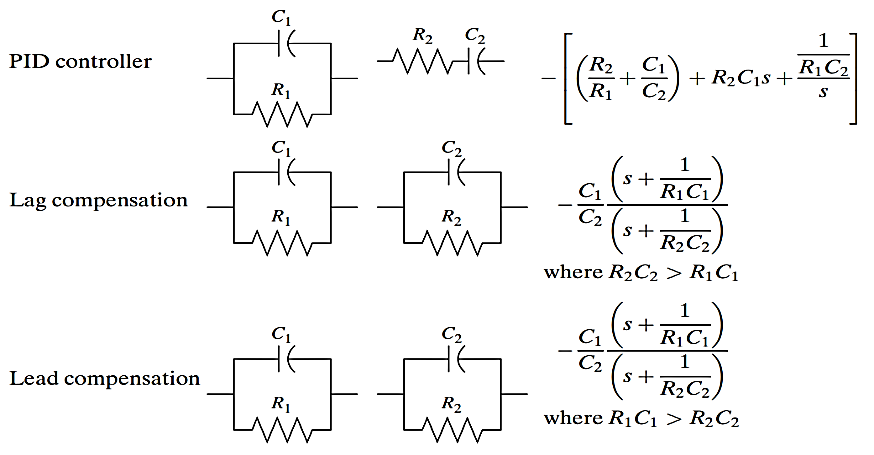 C₁
R₂ C₂
PID controller
R₁
−[(R₂/R₁ + C₁/C₂) + R₂C₁s + (1/(R₁C₂))/s]
C₁ C₂
Lag compensation
R₁ R₂
−(C₁/C₂) (s + 1/(R₁C₁))/(s + 1/(R₂C₂))
where R₂C₂ > R₁C₁
C₁ C₂
Lead compensation
R₁ R₂
−(C₁/C₂) (s + 1/(R₁C₁))/(s + 1/(R₂C₂))
where R₁C₁ > R₂C₂